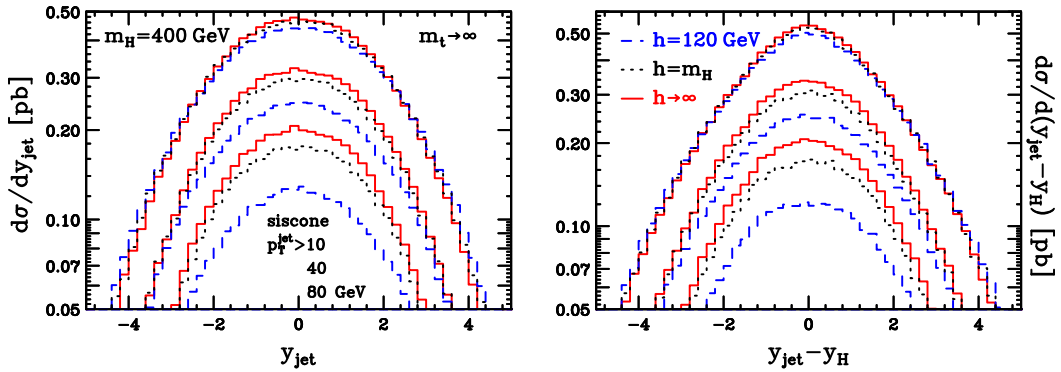 m_H=400 GeV
m_t→∞
dσ/dy_jet [pb]
0.50
0.30
0.20
0.10
0.07
0.05
siscone
p_T^jet>10
40
80 GeV
−4
−2
0
2
4
y_jet
0.50
0.30
0.20
0.10
0.07
0.05
h=120 GeV
h=m_H
h→∞
−4
−2
0
2
4
y_jet−y_H
dσ/d(y_jet−y_H) [pb]